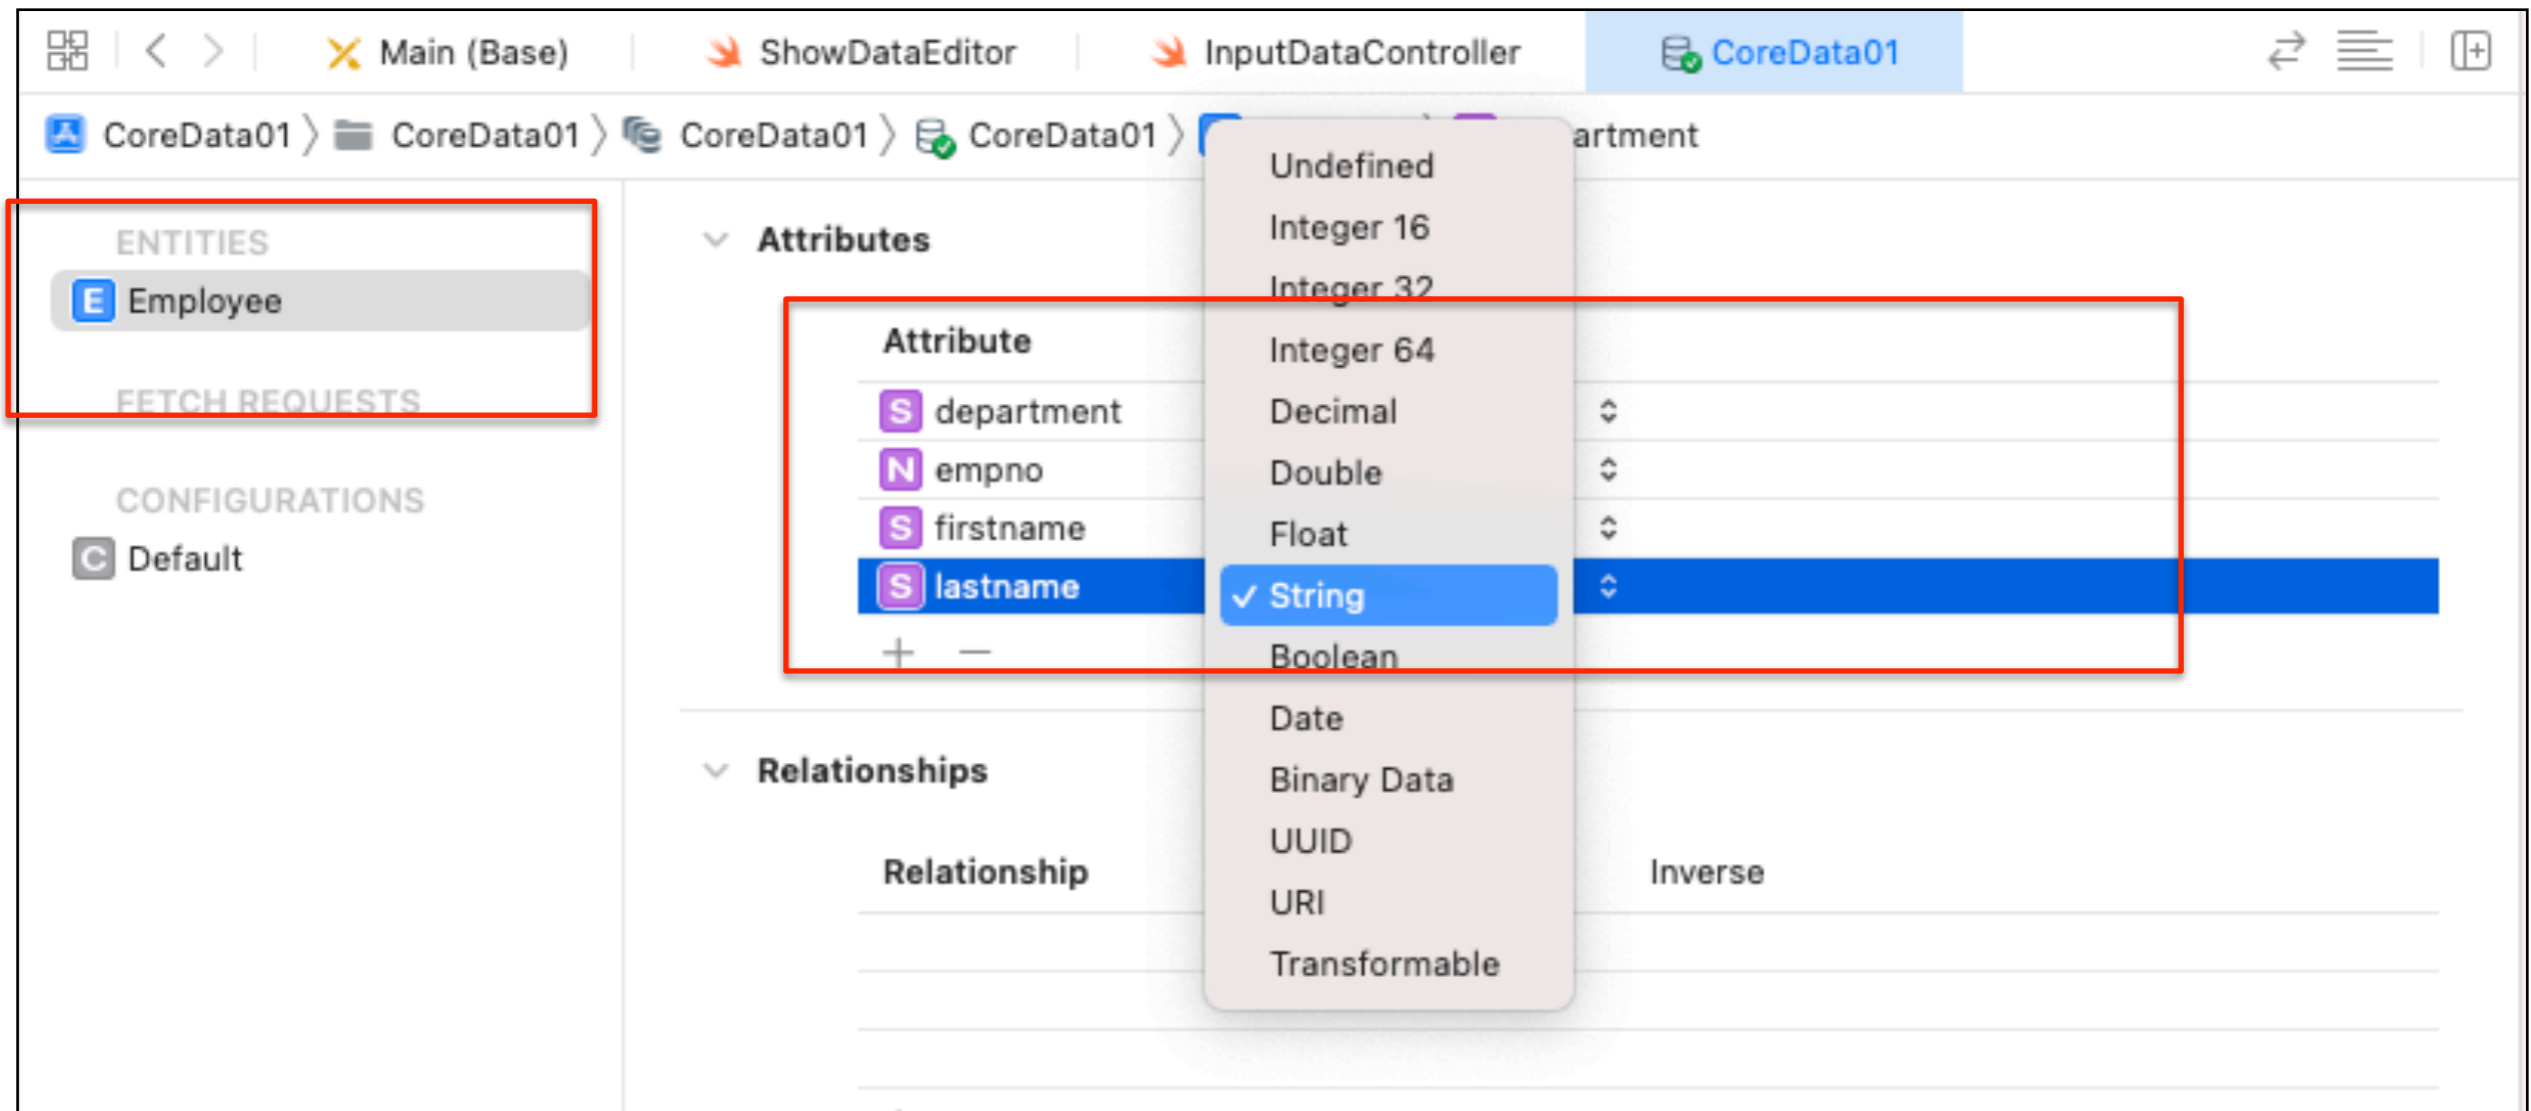 Main (Base) ShowDataEditor InputDataController CoreData01
CoreData01 CoreData01 CoreData01 CoreData01 artment
ENTITIES
E Employee
FETCH REQUESTS
CONFIGURATIONS
C Default
Attributes
Attribute
S department
N empno
S firstname
S lastname
+ −
Undefined
Integer 16
Integer 32
Integer 64
Decimal
Double
Float
✓ String
Boolean
Date
Binary Data
UUID
URI
Transformable
Relationships
Relationship Inverse